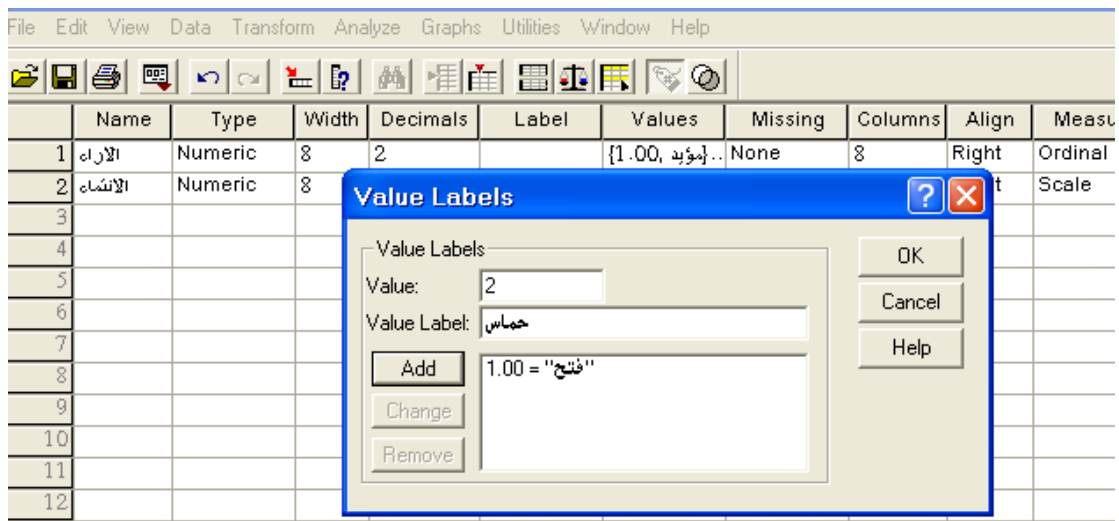 File Edit View Data Transform Analyze Graphs Utilities Window Help
Name Type Width Decimals Label Values Missing Columns Align Measu
1 الاراء Numeric 8 2 {1.00, مؤيد}.. None 8 Right Ordinal
2 الانشاء Numeric 8 t Scale
3
4
5
6
7
8
9
10
11
12
Value Labels
Value Labels
Value: 2
Value Label: حماس
Add
1.00 = "فتح"
Change
Remove
OK
Cancel
Help